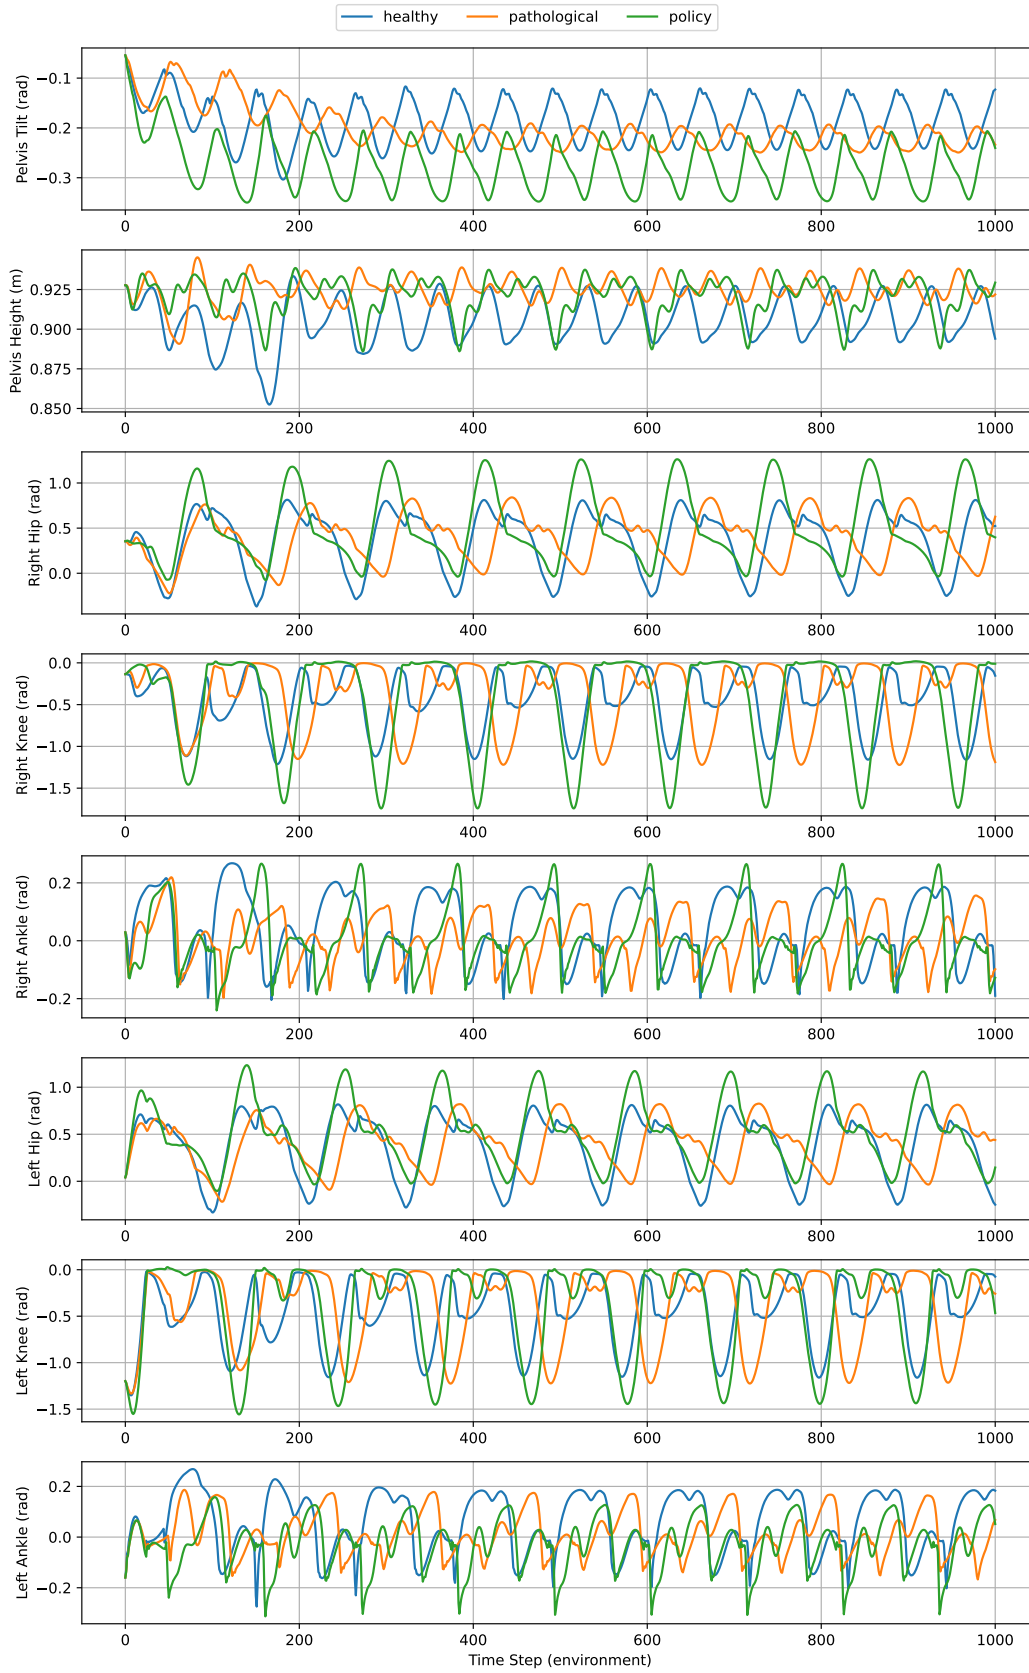 healthy pathological policy
Pelvis Tilt (rad)
−0.1
−0.2
−0.3
0 200 400 600 800 1000
Pelvis Height (m)
0.925
0.900
0.875
0.850
0 200 400 600 800 1000
Right Hip (rad)
1.0
0.5
0.0
0 200 400 600 800 1000
Right Knee (rad)
0.0
−0.5
−1.0
−1.5
0 200 400 600 800 1000
Right Ankle (rad)
0.2
0.0
−0.2
0 200 400 600 800 1000
Left Hip (rad)
1.0
0.5
0.0
0 200 400 600 800 1000
Left Knee (rad)
0.0
−0.5
−1.0
−1.5
0 200 400 600 800 1000
Left Ankle (rad)
0.2
0.0
−0.2
0 200 400 600 800 1000
Time Step (environment)